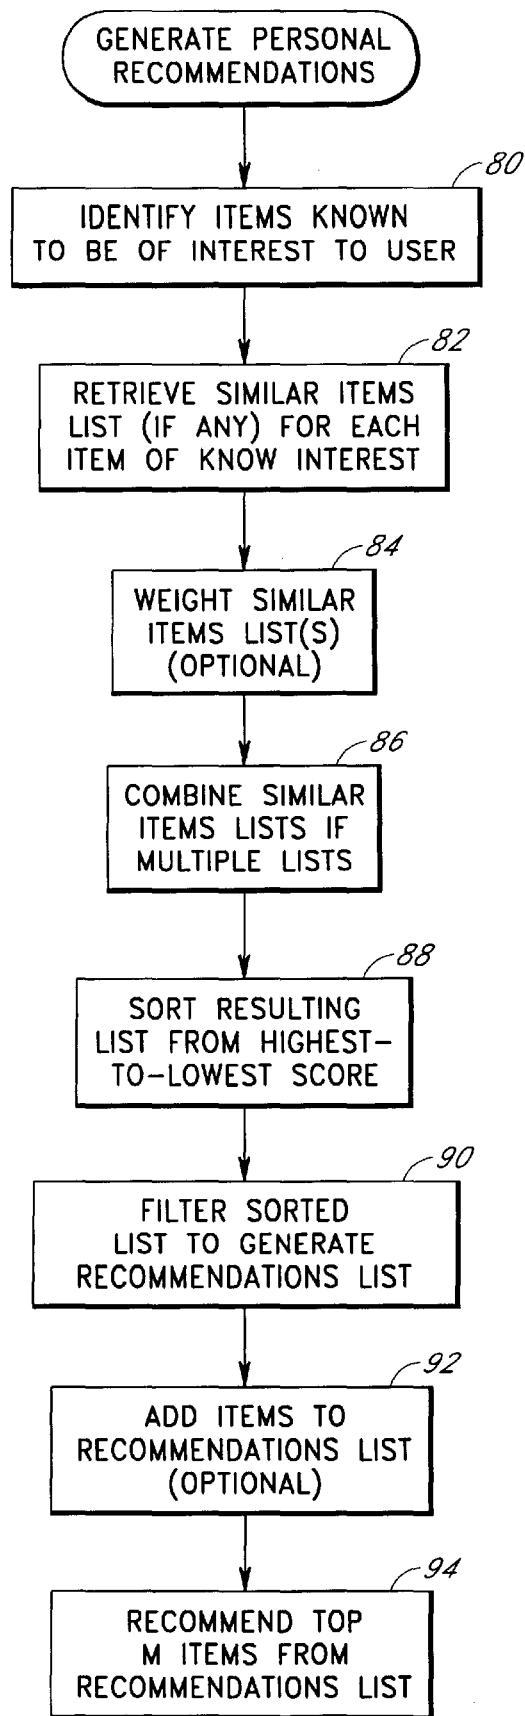 GENERATE PERSONAL
RECOMMENDATIONS
80
IDENTIFY ITEMS KNOWN
TO BE OF INTEREST TO USER
82
RETRIEVE SIMILAR ITEMS
LIST (IF ANY) FOR EACH
ITEM OF KNOW INTEREST
84
WEIGHT SIMILAR
ITEMS LIST(S)
(OPTIONAL)
86
COMBINE SIMILAR
ITEMS LISTS IF
MULTIPLE LISTS
88
SORT RESULTING
LIST FROM HIGHEST-
TO-LOWEST SCORE
90
FILTER SORTED
LIST TO GENERATE
RECOMMENDATIONS LIST
92
ADD ITEMS TO
RECOMMENDATIONS LIST
(OPTIONAL)
94
RECOMMEND TOP
M ITEMS FROM
RECOMMENDATIONS LIST